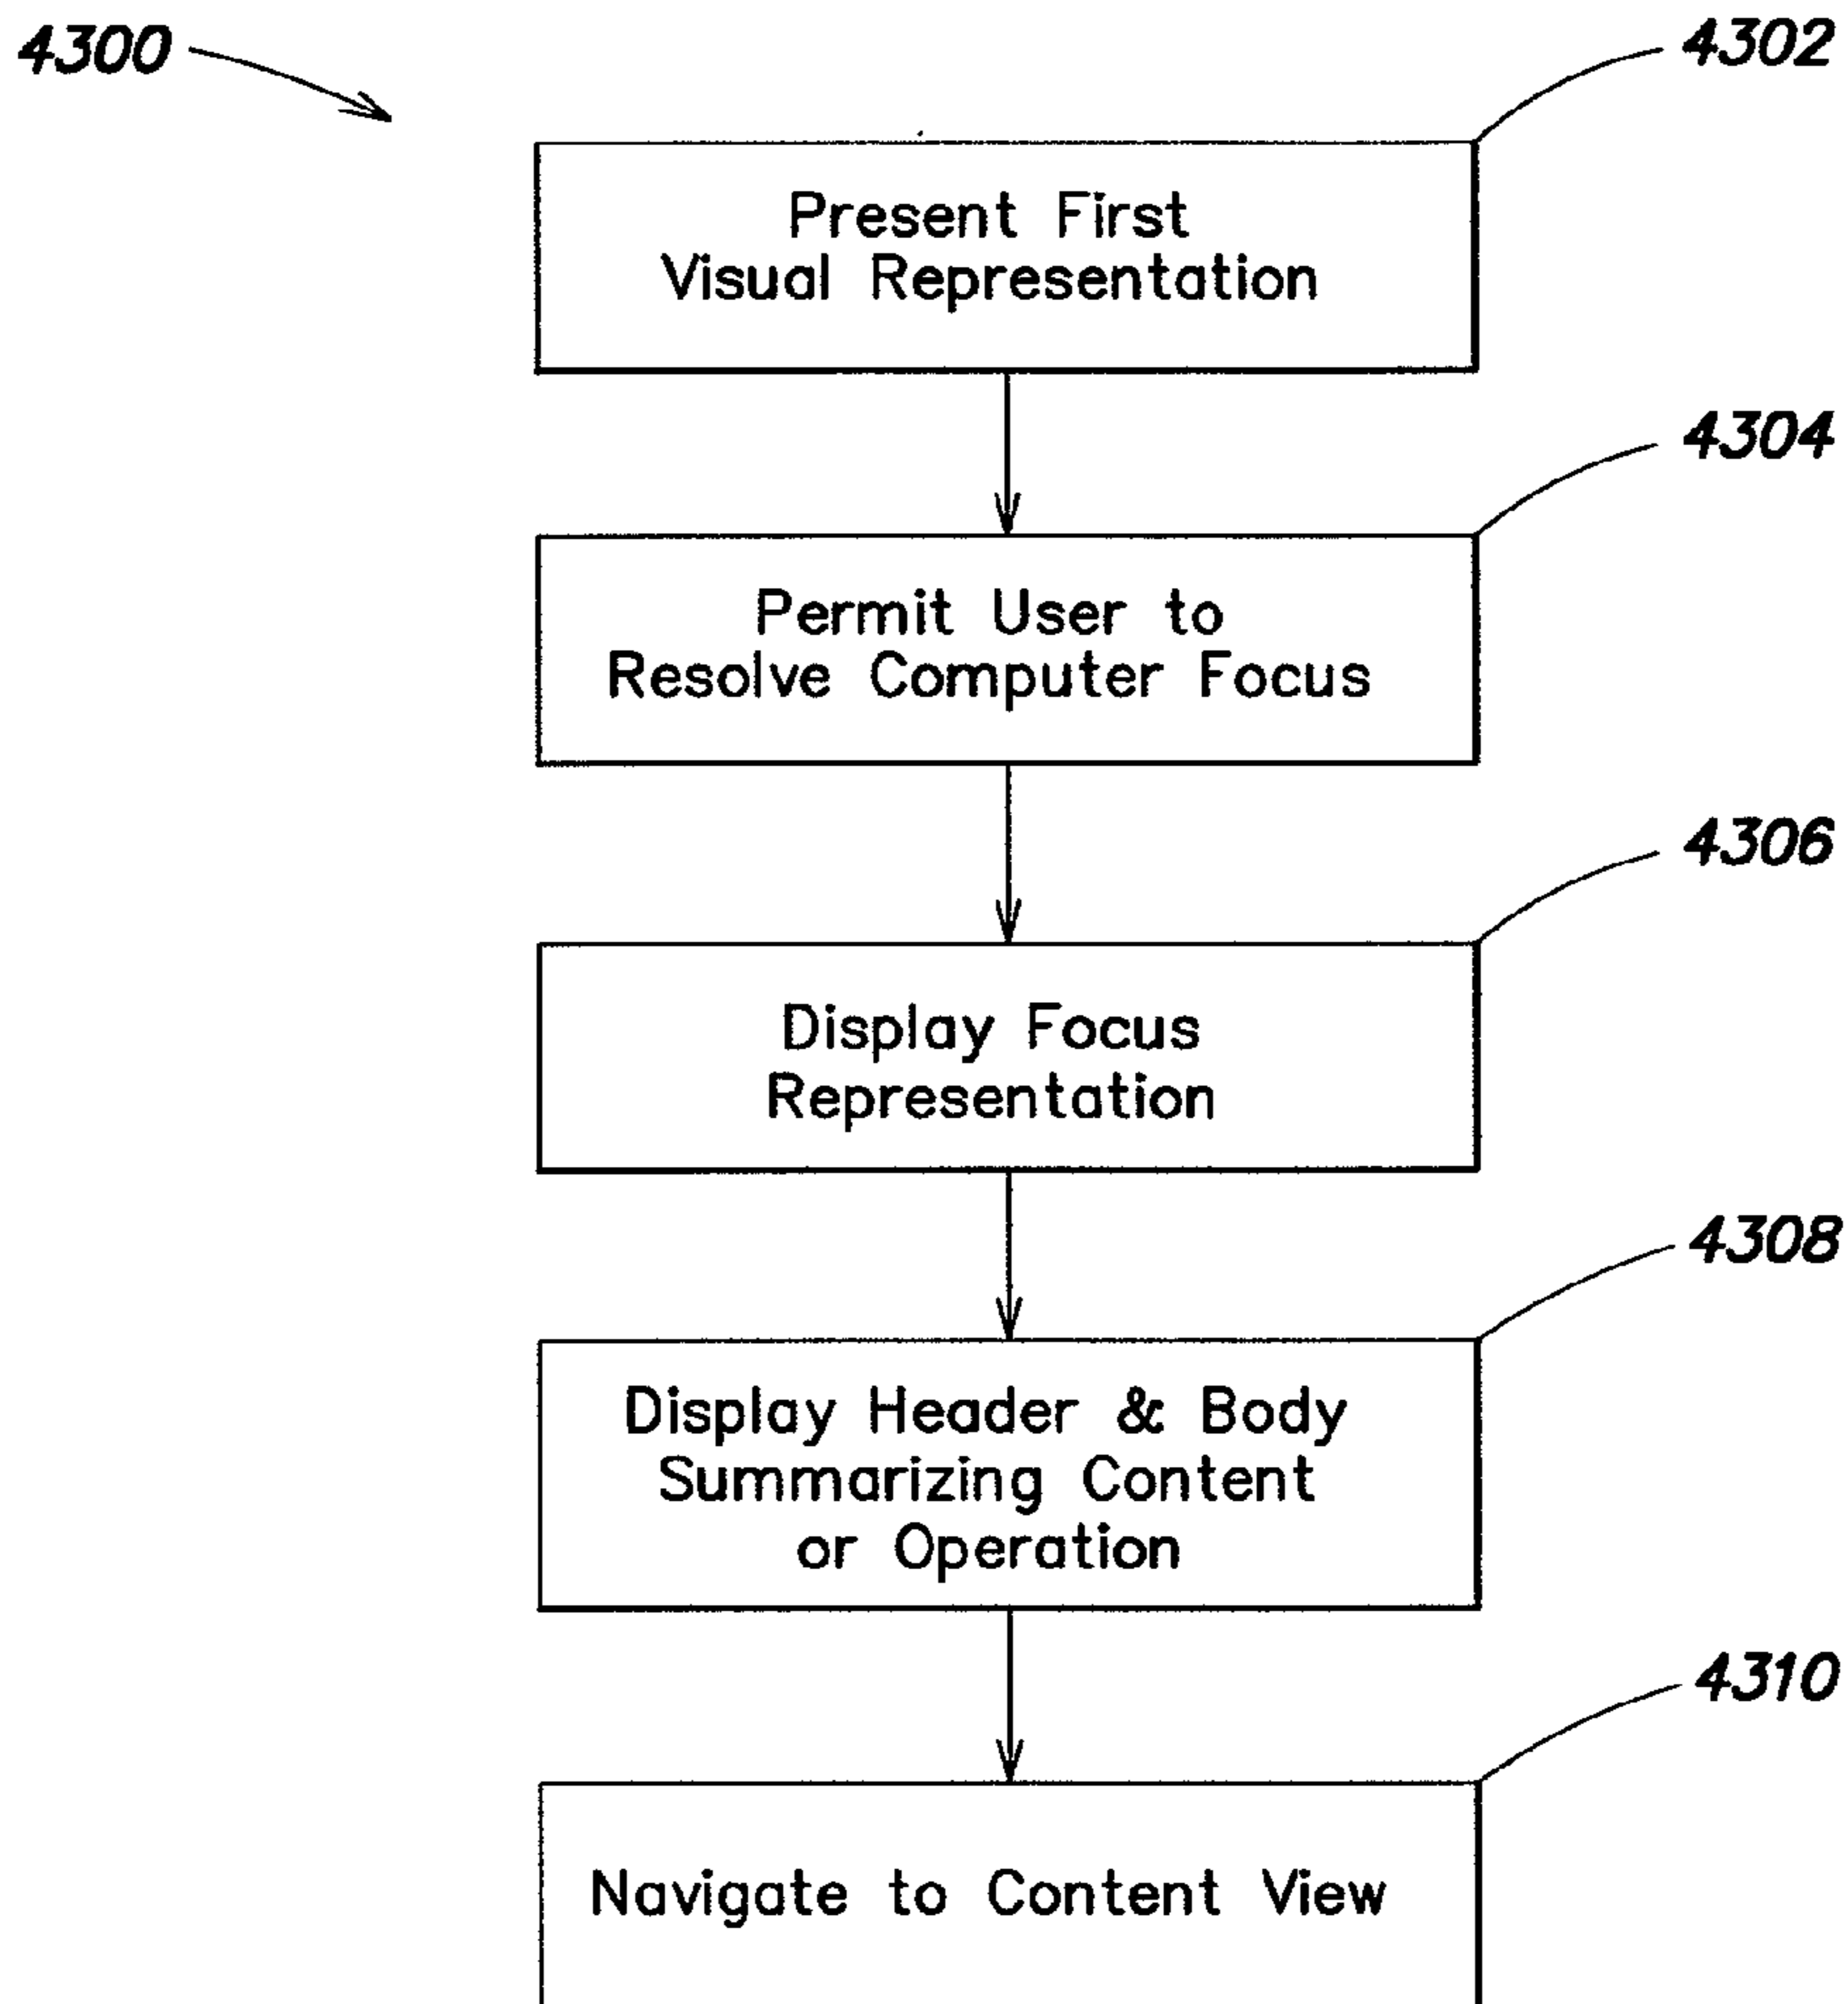 4300
4302
Present First
Visual Representation
4304
Permit User to
Resolve Computer Focus
4306
Display Focus
Representation
4308
Display Header & Body
Summarizing Content
or Operation
4310
Navigate to Content View